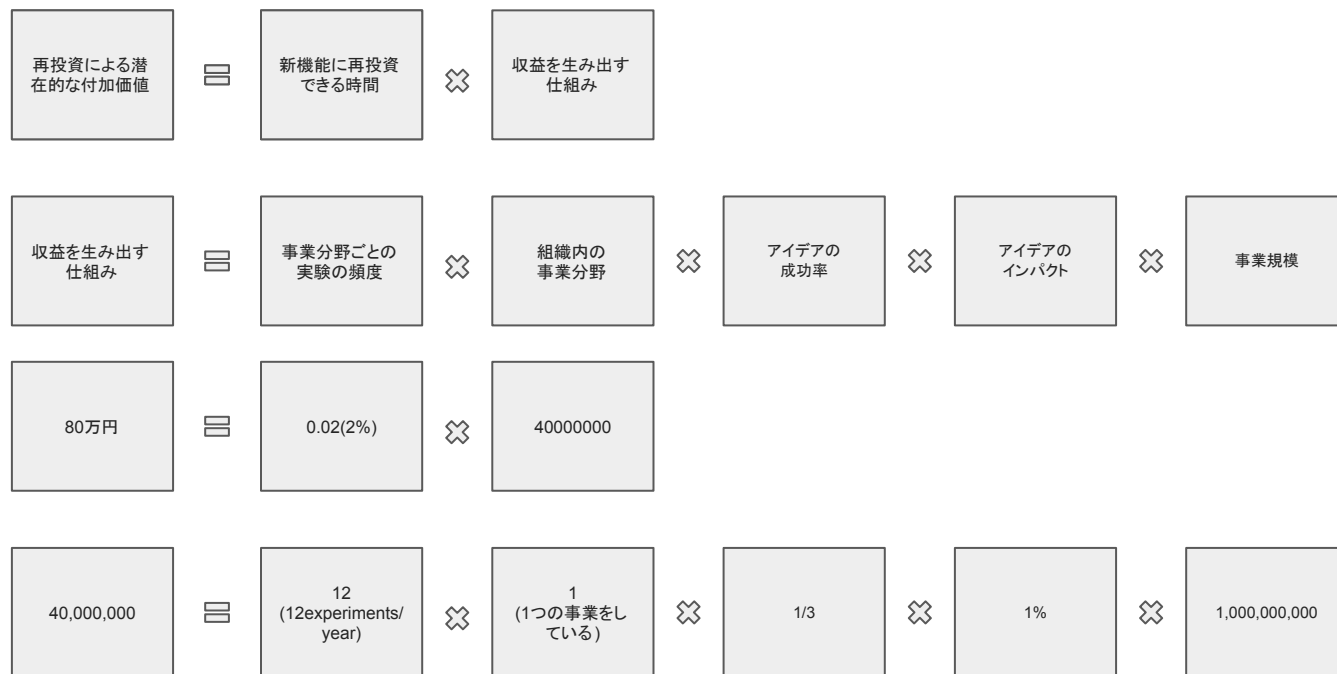 再投資による潜
在的な付加価値
新機能に再投資
できる時間
収益を生み出す
仕組み
収益を生み出す
仕組み
事業分野ごとの
実験の頻度
組織内の
事業分野
アイデアの
成功率
アイデアの
インパクト
事業規模
80万円
0.02(2%)
40000000
40,000,000
12
(12experiments/
year)
1
(1つの事業をし
ている)
1/3
1%
1,000,000,000